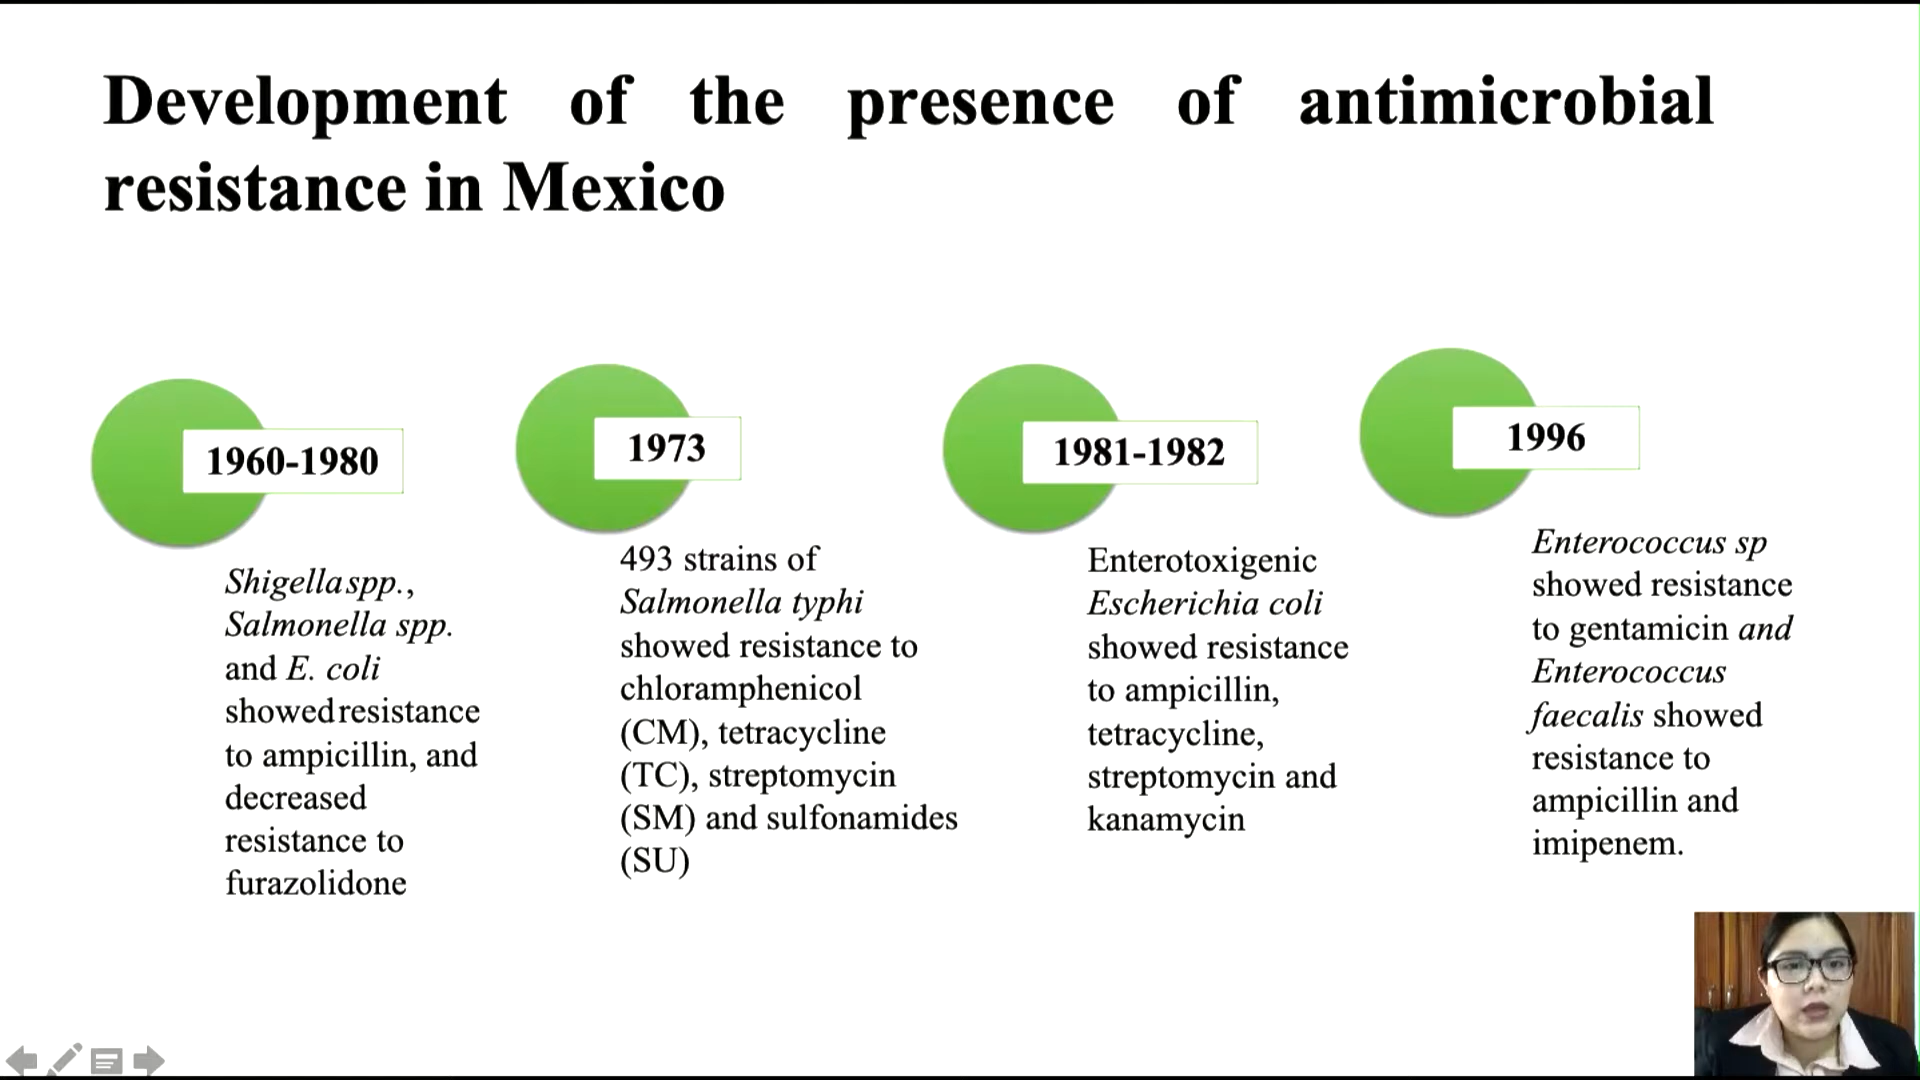 Development of the presence of antimicrobial
resistance in Mexico
1960-1980
Shigella spp.,
Salmonella spp.
and E. coli
showed resistance
to ampicillin, and
decreased
resistance to
furazolidone
1973
493 strains of
Salmonella typhi
showed resistance to
chloramphenicol
(CM), tetracycline
(TC), streptomycin
(SM) and sulfonamides
(SU)
1981-1982
Enterotoxigenic
Escherichia coli
showed resistance
to ampicillin,
tetracycline,
streptomycin and
kanamycin
1996
Enterococcus sp
showed resistance
to gentamicin and
Enterococcus
faecalis showed
resistance to
ampicillin and
imipenem.